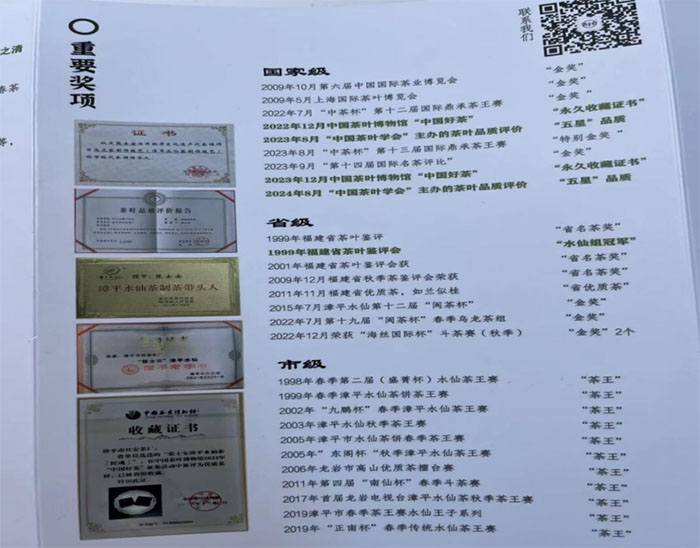 之清
联系我们
重要奖项
国家级
2009年10月第六届中国国际茶业博览会 “金奖”
2009年5月上海国际茶叶博览会 “金奖”
2022年7月“中茶杯”第十二届国际鼎承茶王赛 “金奖”
2022年12月中国茶叶博物馆“中国好茶” “永久收藏证书”
2023年8月“中国茶叶学会”主办的茶叶品质评价 “五星”品质
2023年8月“中茶杯”第十三届国际鼎承茶王赛 “特别金奖”
2023年9月“第十四届国际名茶评比” “金奖”
2023年12月中国茶叶博物馆“中国好茶” “永久收藏证书”
2024年8月“中国茶叶学会”主办的茶叶品质评价 “五星”品质
省级
1999年福建省茶叶鉴评 “省名茶奖”
1999年福建省茶叶鉴评会 “水仙组冠军”
2001年福建省茶叶鉴评会获 “省名茶奖”
2009年12月福建省秋季茶鉴评会荣获 “省名茶奖”
2011年11月福建省优质茶，如兰似桂 “省优质茶”
2015年7月漳平水仙第十二届“闽茶杯” “金奖”
2022年7月第十九届“闽茶杯”春季乌龙茶组 “金奖”
2022年12月荣获“海丝国际杯”斗茶赛（秋季） “金奖”2个
市级
1998年春季第二届（盛菁杯）水仙茶王赛 “茶王”
1999年春季漳平水仙茶饼茶王赛 “茶王”
2002年“九鹏杯”春季漳平水仙茶王赛 “茶王”
2003年漳平水仙秋季茶王赛 “茶王”
2005年漳平市水仙茶饼春季茶王赛 “茶王”
2005年“东阁杯“秋季漳平水仙茶王赛 “茶王”
2006年龙岩市高山优质茶擂台赛 “茶王”
2011年第四届“南仙杯”春季斗茶赛 “茶王”
2017年首届龙岩电视台漳平水仙茶秋季茶王赛 “茶王”
2019漳平市春季茶王赛水仙王子系列 “茶王”
2019年“正南杯”春季传统水仙茶王赛 “茶王”
证书
茶叶品质评价报告
漳平水仙茶制茶带头人
收藏证书